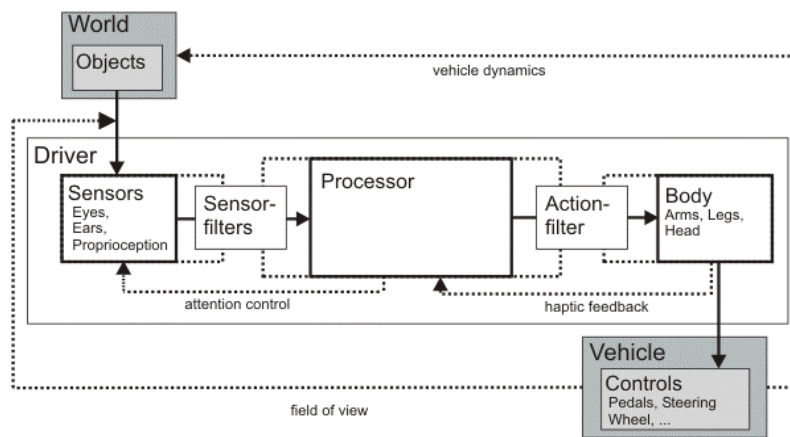 World
Objects
vehicle dynamics
Driver
Sensors
Eyes,
Ears,
Proprioception
Sensor-
filters
Processor
Action-
filter
Body
Arms, Legs,
Head
attention control
haptic feedback
Vehicle
Controls
Pedals, Steering
Wheel, ...
field of view